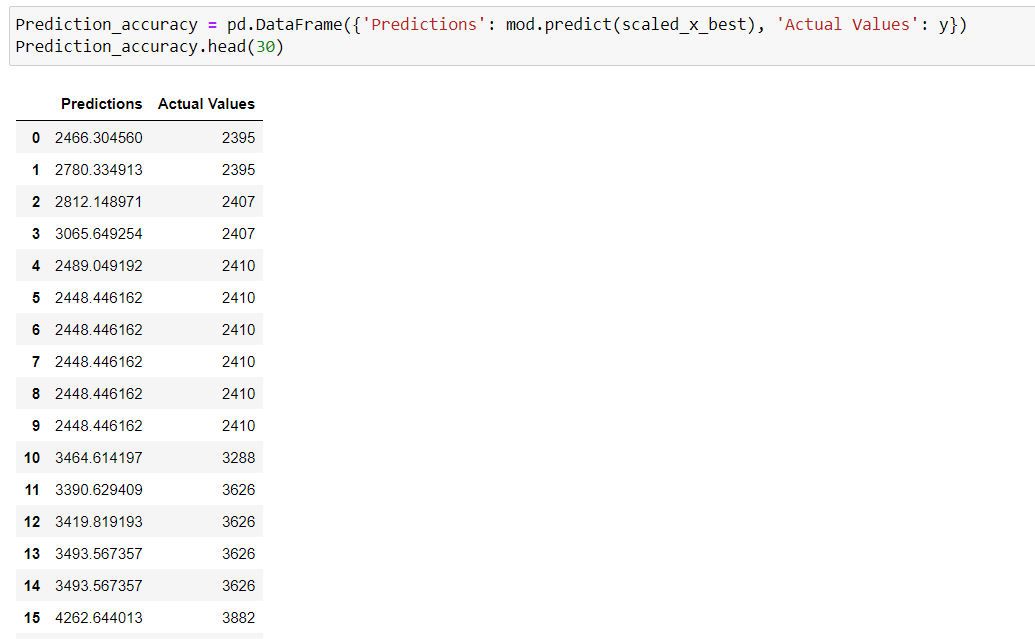 Prediction_accuracy = pd.DataFrame({'Predictions': mod.predict(scaled_x_best), 'Actual Values': y})
Prediction_accuracy.head(30)
Predictions Actual Values
0 2466.304560 2395
1 2780.334913 2395
2 2812.148971 2407
3 3065.649254 2407
4 2489.049192 2410
5 2448.446162 2410
6 2448.446162 2410
7 2448.446162 2410
8 2448.446162 2410
9 2448.446162 2410
10 3464.614197 3288
11 3390.629409 3626
12 3419.819193 3626
13 3493.567357 3626
14 3493.567357 3626
15 4262.644013 3882